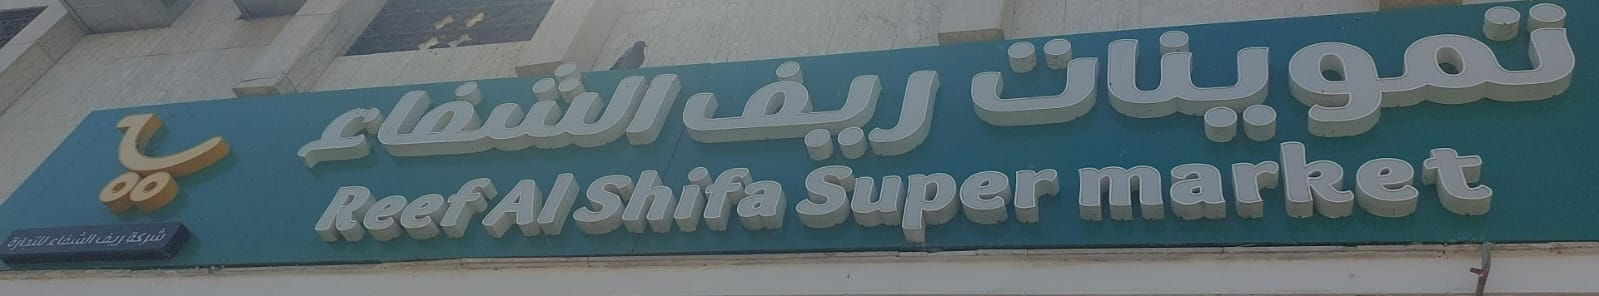 تموينات ريف الشفاء
Reef Al Shifa Super market
شركة ريف الشفاء للتجارة